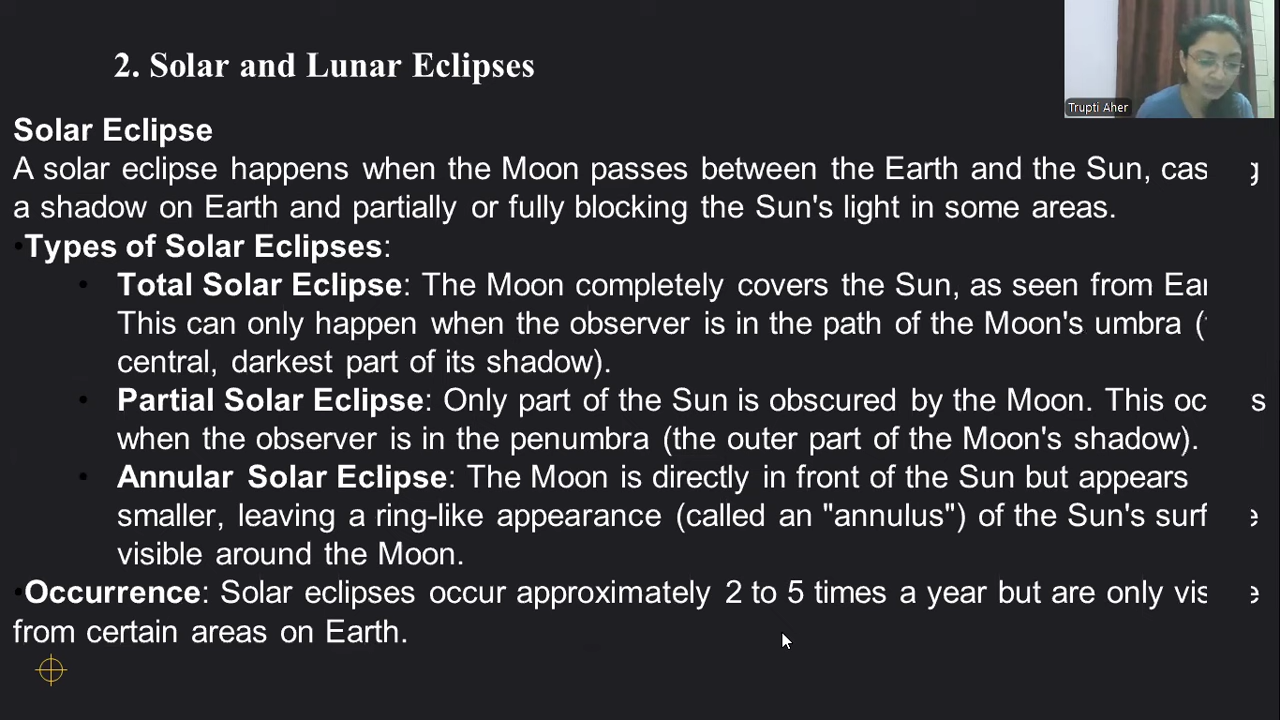 2. Solar and Lunar Eclipses
Trupti Aher
Solar Eclipse
A solar eclipse happens when the Moon passes between the Earth and the Sun,
a shadow on Earth and partially or fully blocking the Sun's light in some areas.
•Types of Solar Eclipses:
• Total Solar Eclipse: The Moon completely covers the Sun, as seen from
This can only happen when the observer is in the path of the Moon's umbra (
central, darkest part of its shadow).
• Partial Solar Eclipse: Only part of the Sun is obscured by the Moon. This
when the observer is in the penumbra (the outer part of the Moon's shadow).
• Annular Solar Eclipse: The Moon is directly in front of the Sun but appears
smaller, leaving a ring-like appearance (called an "annulus") of the Sun's
visible around the Moon.
•Occurrence: Solar eclipses occur approximately 2 to 5 times a year but are only
from certain areas on Earth.